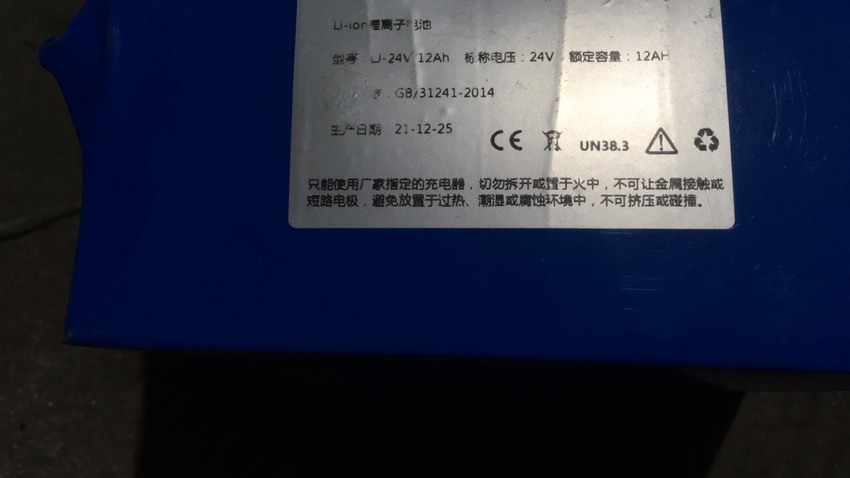 Li-ion锂离子电池
型号：LI-24V 12Ah 标称电压：24V 额定容量：12AH
GB/31241-2014
生产日期：21-12-25
CE UN38.3
只能使用厂家指定的充电器，切勿拆开或置于火中，不可让金属接触或
短路电极，避免放置于过热、潮湿或腐蚀环境中，不可挤压或碰撞。